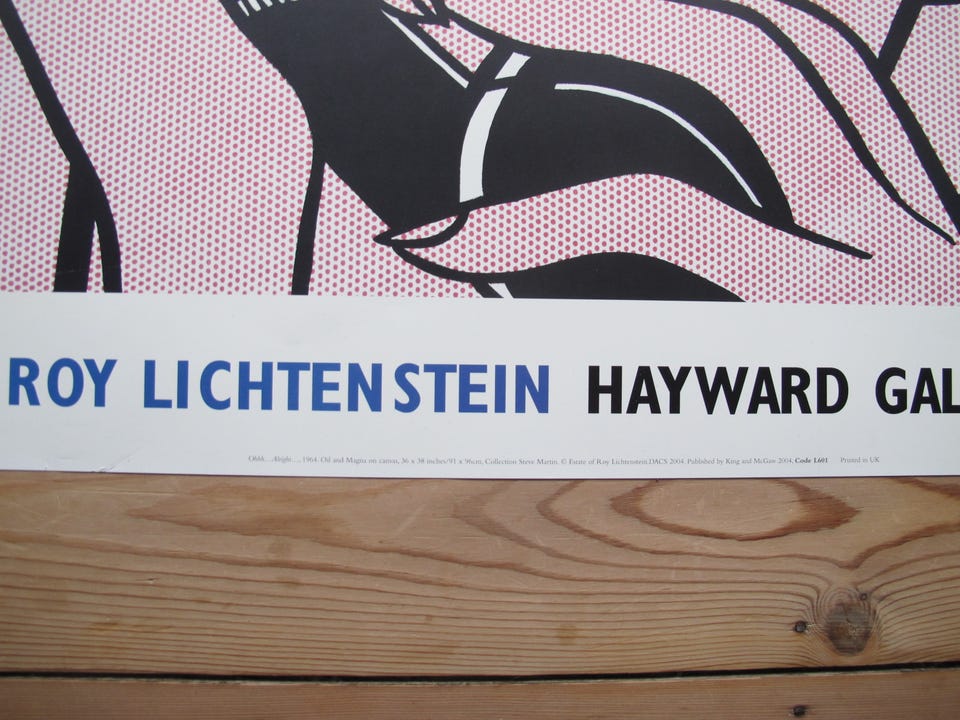 ROY LICHTENSTEIN HAYWARD GAL
Ohhh...Alright..., 1964. Oil and Magna on canvas, 36 x 38 inches/91 x 96cm, Collection Steve Martin. © Estate of Roy Lichtenstein/DACS 2004. Published by King and McGaw 2004. Code L601 Printed in UK